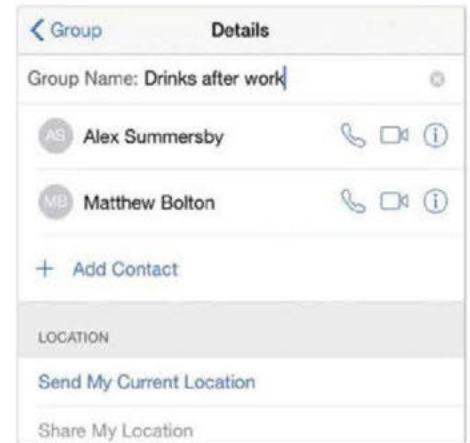 Group Details
Group Name: Drinks after work
AS Alex Summersby
MB Matthew Bolton
+ Add Contact
LOCATION
Send My Current Location
Share My Location